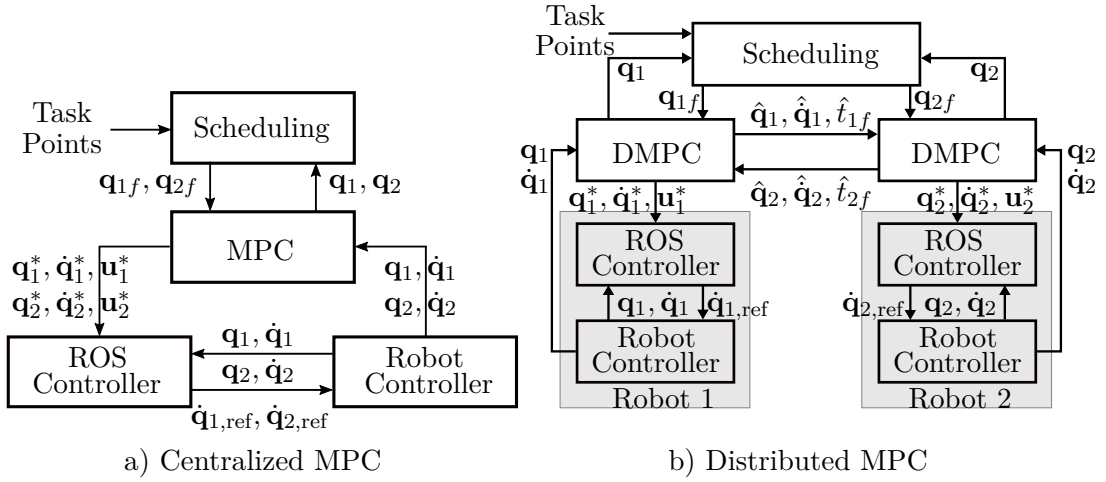 Task
Points
Scheduling
𝐪₁f, 𝐪₂f
𝐪₁, 𝐪₂
MPC
𝐪₁*, 𝐪̇₁*, 𝐮₁*
𝐪₂*, 𝐪̇₂*, 𝐮₂*
𝐪₁, 𝐪̇₁
𝐪₂, 𝐪̇₂
ROS
Controller
𝐪₁, 𝐪̇₁
𝐪₂, 𝐪̇₂
𝐪̇₁,ref, 𝐪̇₂,ref
Robot
Controller
a) Centralized MPC
Task
Points
Scheduling
𝐪₁
𝐪₂
𝐪₁f
𝐪₂f
𝐪̂₁, 𝐪̇̂₁, t̂₁f
DMPC
DMPC
𝐪̂₂, 𝐪̇̂₂, t̂₂f
𝐪₁
𝐪̇₁
𝐪₂
𝐪̇₂
𝐪₁*, 𝐪̇₁*, 𝐮₁*
𝐪₂*, 𝐪̇₂*, 𝐮₂*
ROS
Controller
𝐪₁, 𝐪̇₁
𝐪̇₁,ref
Robot
Controller
Robot 1
ROS
Controller
𝐪̇₂,ref
𝐪₂, 𝐪̇₂
Robot
Controller
Robot 2
b) Distributed MPC